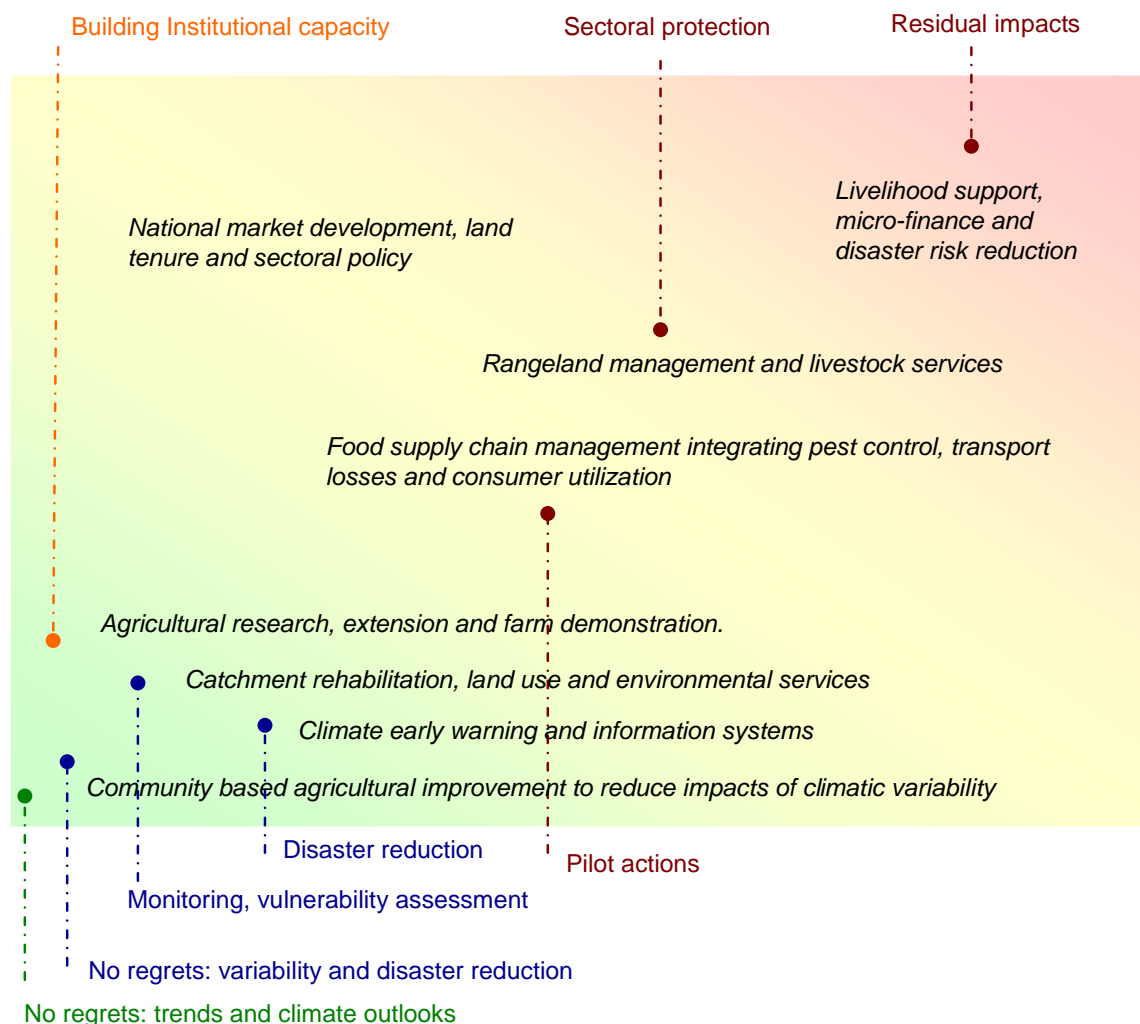 Building Institutional capacity
Sectoral protection
Residual impacts
Livelihood support,
micro-finance and
disaster risk reduction
National market development, land
tenure and sectoral policy
Rangeland management and livestock services
Food supply chain management integrating pest control, transport
losses and consumer utilization
Agricultural research, extension and farm demonstration.
Catchment rehabilitation, land use and environmental services
Climate early warning and information systems
Community based agricultural improvement to reduce impacts of climatic variability
Disaster reduction
Pilot actions
Monitoring, vulnerability assessment
No regrets: variability and disaster reduction
No regrets: trends and climate outlooks